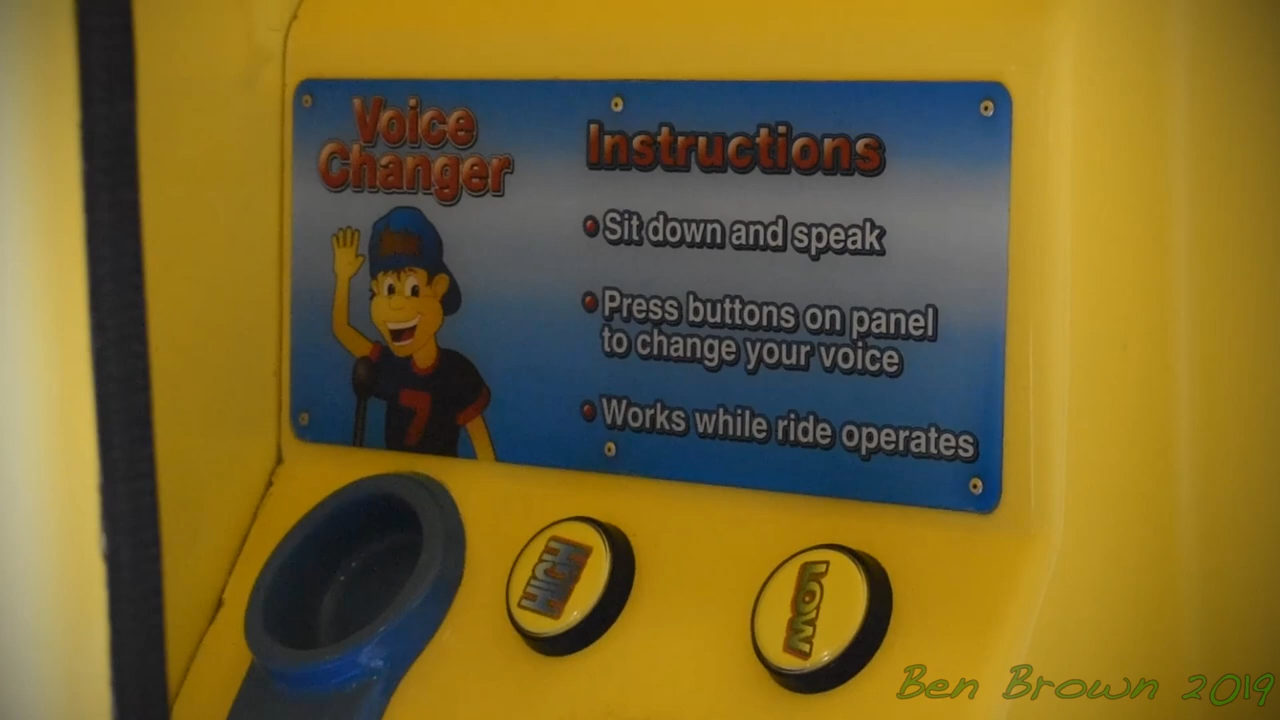 Voice
Changer
Instructions
• Sit down and speak
• Press buttons on panel
to change your voice
• Works while ride operates
7
HIGH
LOW
Ben Brown 2019